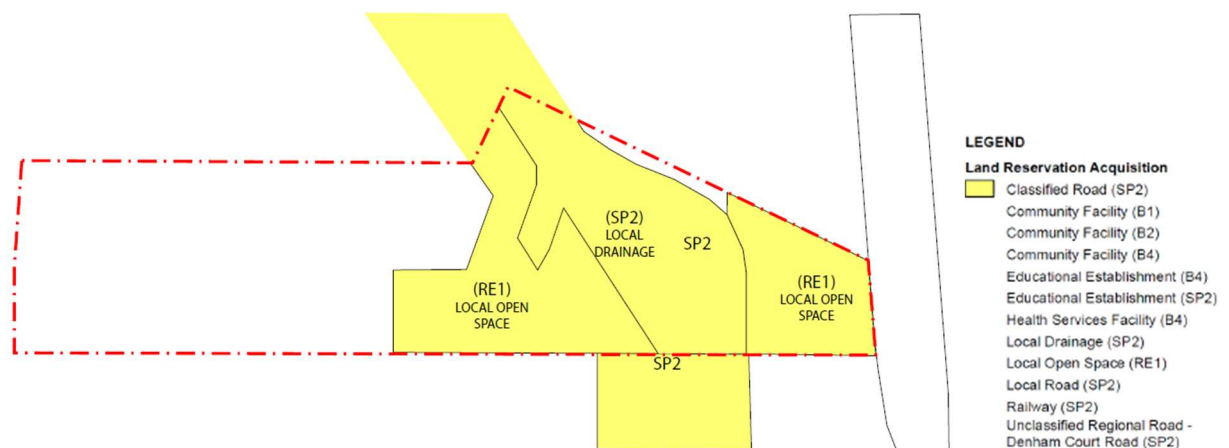 (SP2)
LOCAL
DRAINAGE
SP2
(RE1)
LOCAL OPEN
SPACE
(RE1)
LOCAL OPEN
SPACE
SP2
LEGEND
Land Reservation Acquisition
Classified Road (SP2)
Community Facility (B1)
Community Facility (B2)
Community Facility (B4)
Educational Establishment (B4)
Educational Establishment (SP2)
Health Services Facility (B4)
Local Drainage (SP2)
Local Open Space (RE1)
Local Road (SP2)
Railway (SP2)
Unclassified Regional Road -
Denham Court Road (SP2)